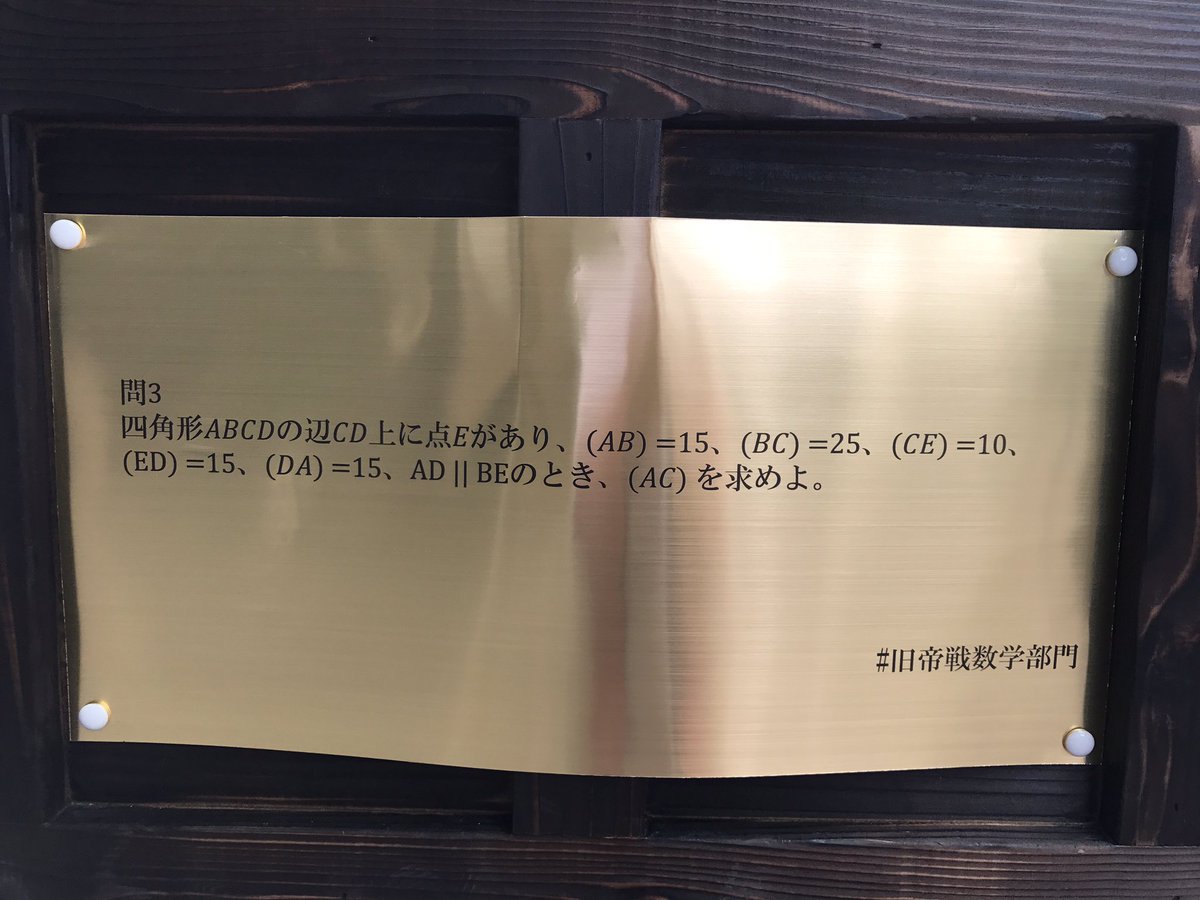 問3
四角形ABCDの辺CD上に点Eがあり、(AB)=15、(BC)=25、(CE)=10、
(ED)=15、(DA)=15、AD || BEのとき、(AC)を求めよ。
#旧帝戦数学部門